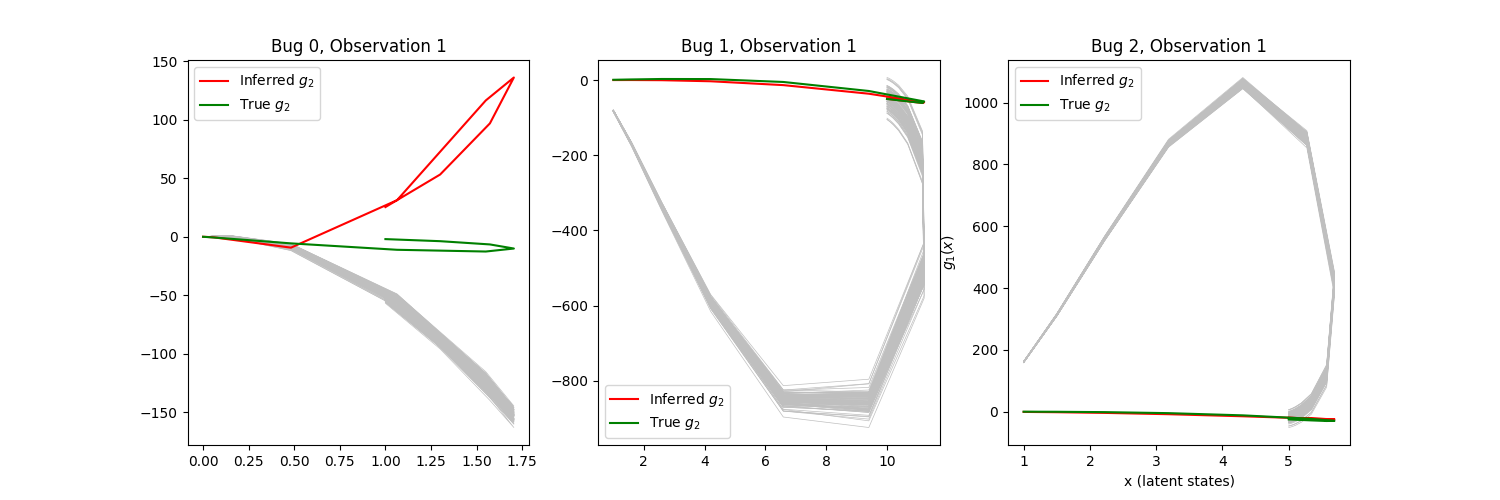 Bug 0, Observation 1
150
100
50
0
−50
−100
−150
0.00 0.25 0.50 0.75 1.00 1.25 1.50 1.75
Inferred g₂
True g₂
Bug 1, Observation 1
0
−200
−400
−600
−800
2 4 6 8 10
Inferred g₂
True g₂
Bug 2, Observation 1
g₁(x)
1000
800
600
400
200
0
1 2 3 4 5
x (latent states)
Inferred g₂
True g₂